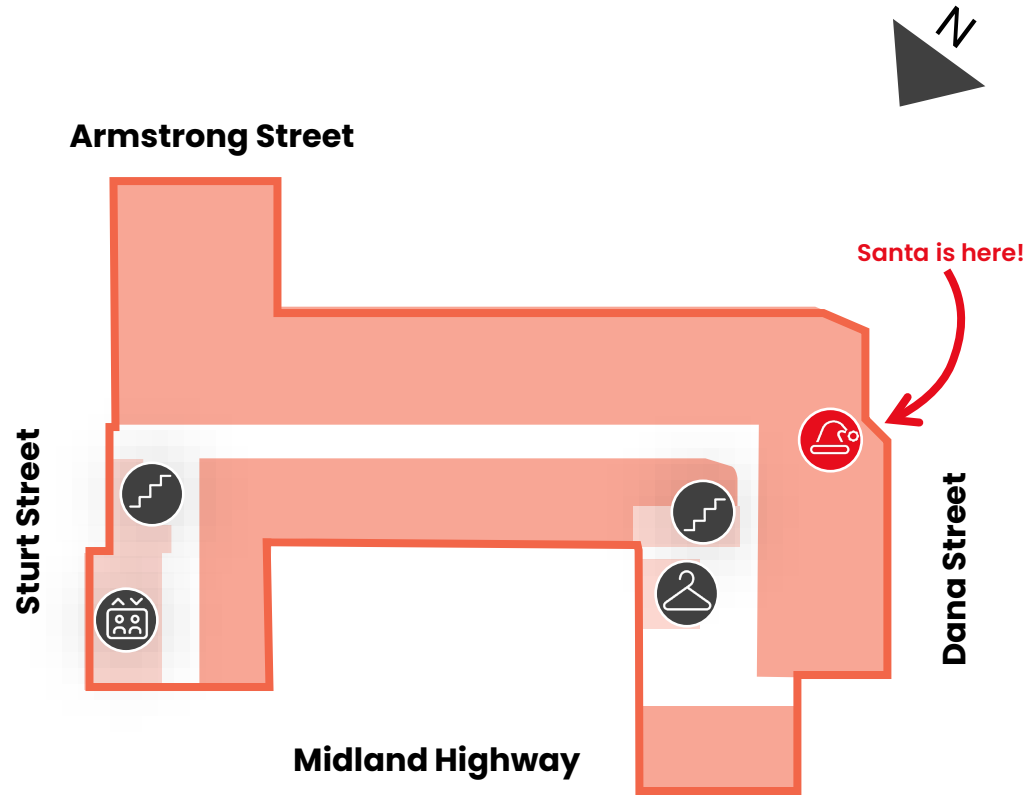 N
Armstrong Street
Santa is here!
Sturt Street
Dana Street
Midland Highway